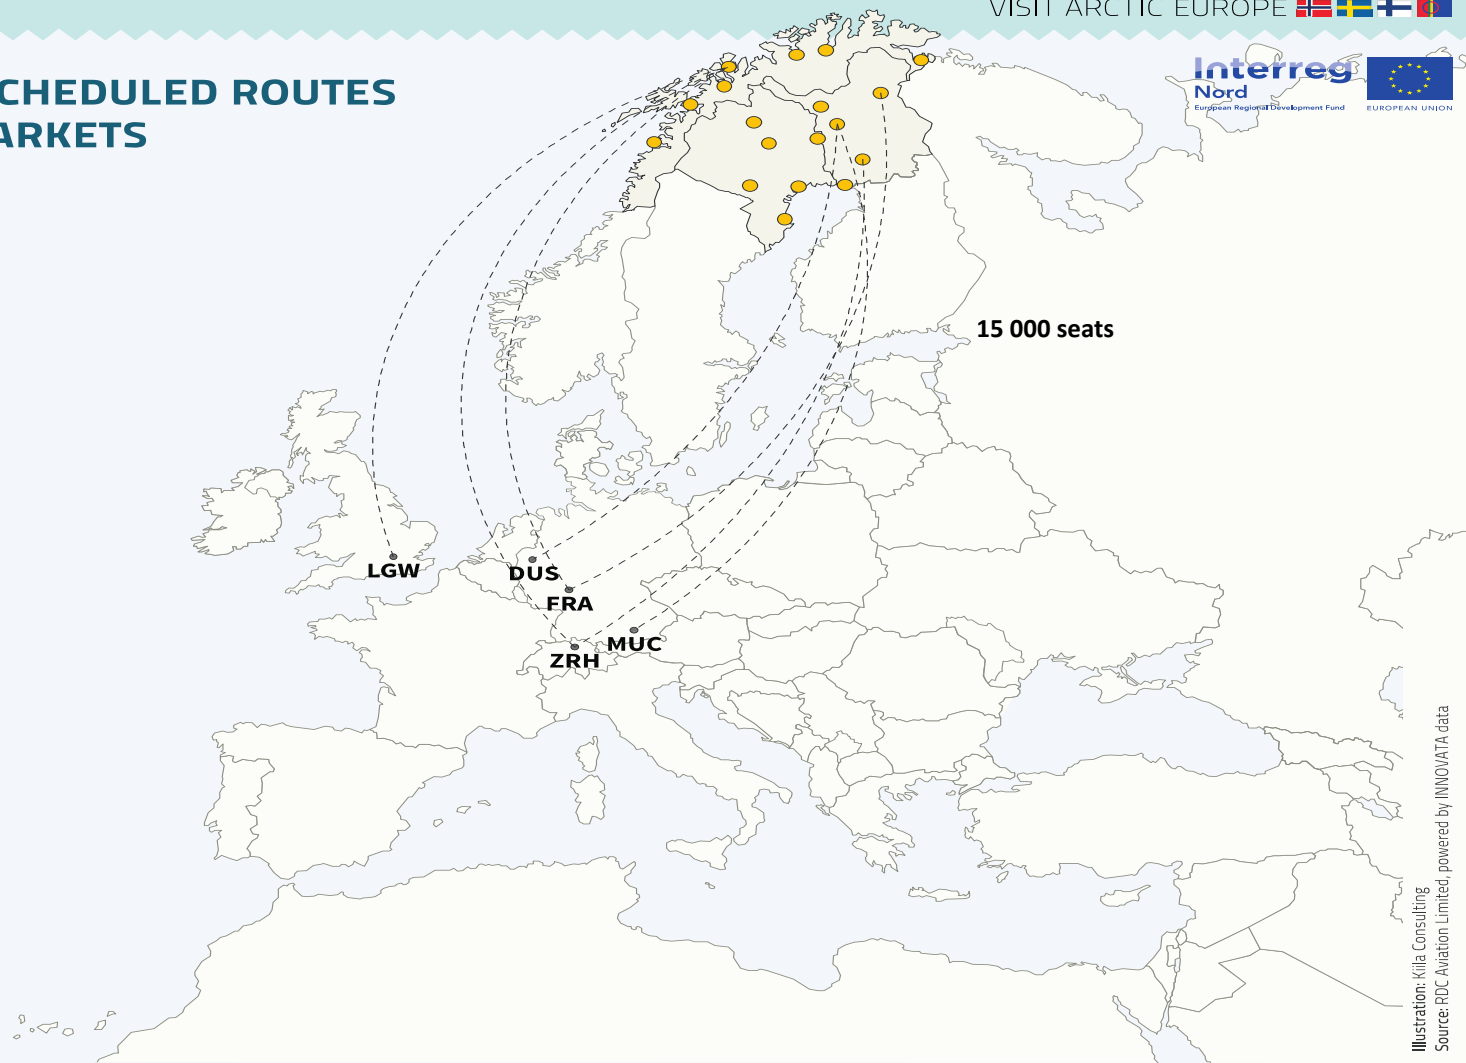 VISIT ARCTIC EUROPE
CHEDULED ROUTES
ARKETS
Interreg
Nord
European Regional Development Fund
EUROPEAN UNION
15 000 seats
LGW
DUS
FRA
MUC
ZRH
Illustration: Kiila Consulting
Source: RDC Aviation Limited, powered by INNOVATA data